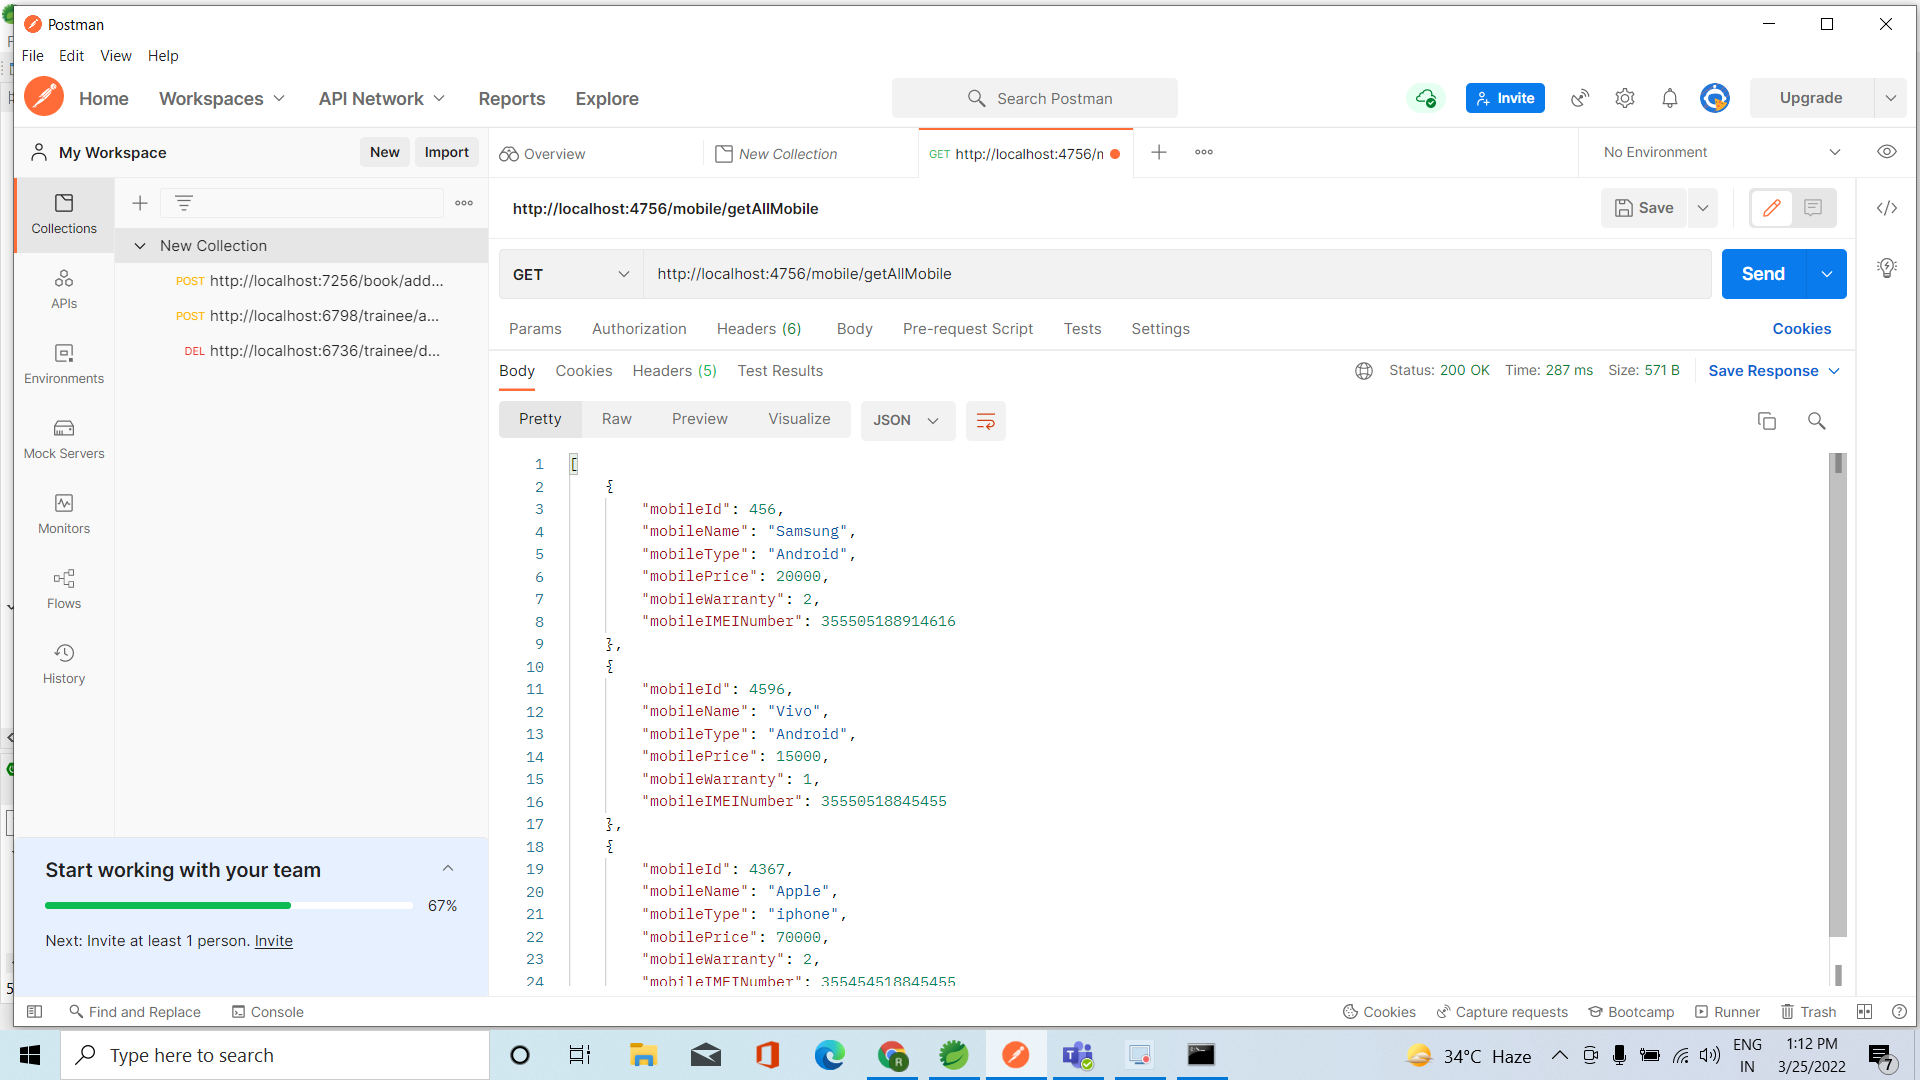 Postman
File Edit View Help
Home Workspaces API Network Reports Explore Search Postman Invite Upgrade
My Workspace New Import Overview New Collection GET http://localhost:4756/n No Environment
http://localhost:4756/mobile/getAllMobile Save
Collections
New Collection
POST http://localhost:7256/book/add...
POST http://localhost:6798/trainee/a...
DEL http://localhost:6736/trainee/d...
APIs
Environments
Mock Servers
Monitors
Flows
History
GET http://localhost:4756/mobile/getAllMobile Send
Params Authorization Headers (6) Body Pre-request Script Tests Settings Cookies
Body Cookies Headers (5) Test Results Status: 200 OK Time: 287 ms Size: 571 B Save Response
Pretty Raw Preview Visualize JSON
1 [
2 {
3 "mobileId": 456,
4 "mobileName": "Samsung",
5 "mobileType": "Android",
6 "mobilePrice": 20000,
7 "mobileWarranty": 2,
8 "mobileIMEINumber": 355505188914616
9 },
10 {
11 "mobileId": 4596,
12 "mobileName": "Vivo",
13 "mobileType": "Android",
14 "mobilePrice": 15000,
15 "mobileWarranty": 1,
16 "mobileIMEINumber": 35550518845455
17 },
18 {
19 "mobileId": 4367,
20 "mobileName": "Apple",
21 "mobileType": "iphone",
22 "mobilePrice": 70000,
23 "mobileWarranty": 2,
24 "mobileIMEINumber": 355454518845455
Start working with your team
67%
Next: Invite at least 1 person. Invite
Find and Replace Console Cookies Capture requests Bootcamp Runner Trash
Type here to search 34°C Haze ENG IN 1:12 PM 3/25/2022 7